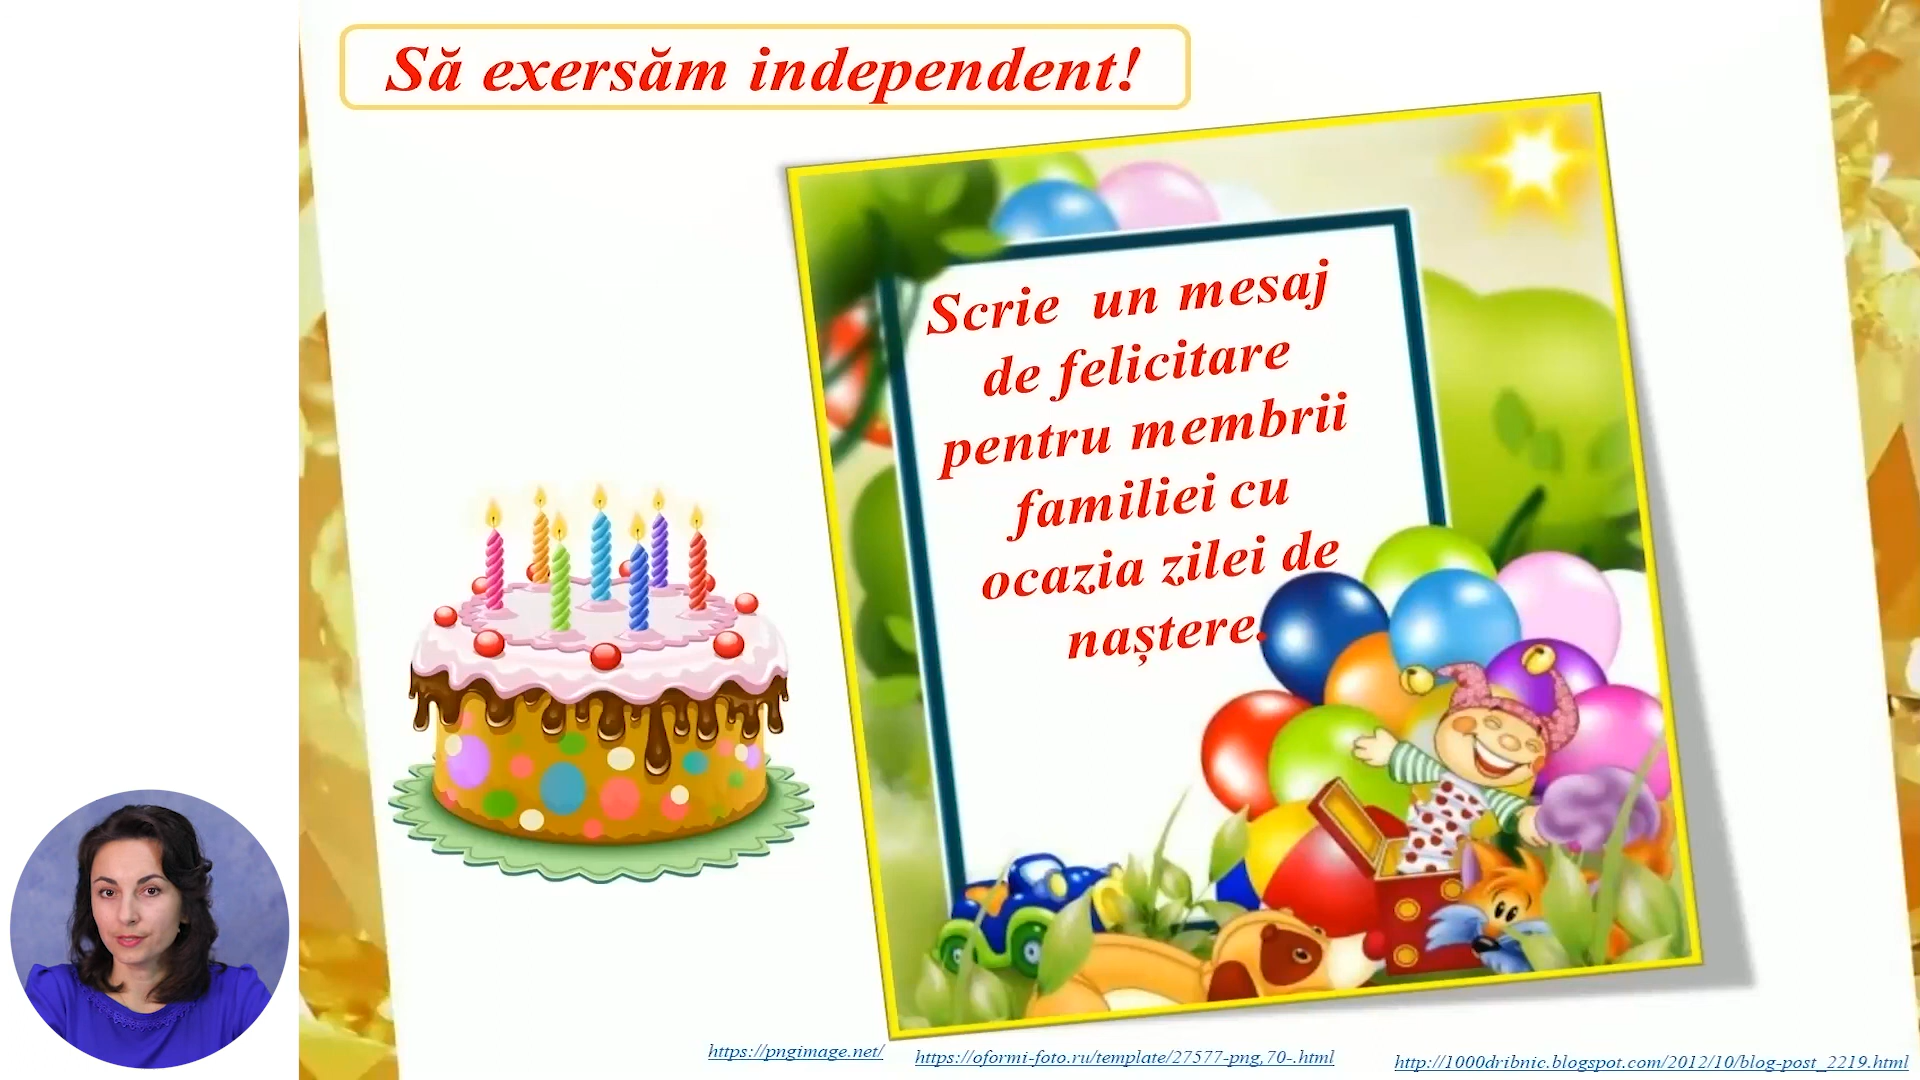 Să exersăm independent!
Scrie un mesaj
de felicitare
pentru membrii
familiei cu
ocazia zilei de
naștere.
https://pngimage.net/
https://oformi-foto.ru/template/27577-png,70-.html
http://1000dribnic.blogspot.com/2012/10/blog-post_2219.html